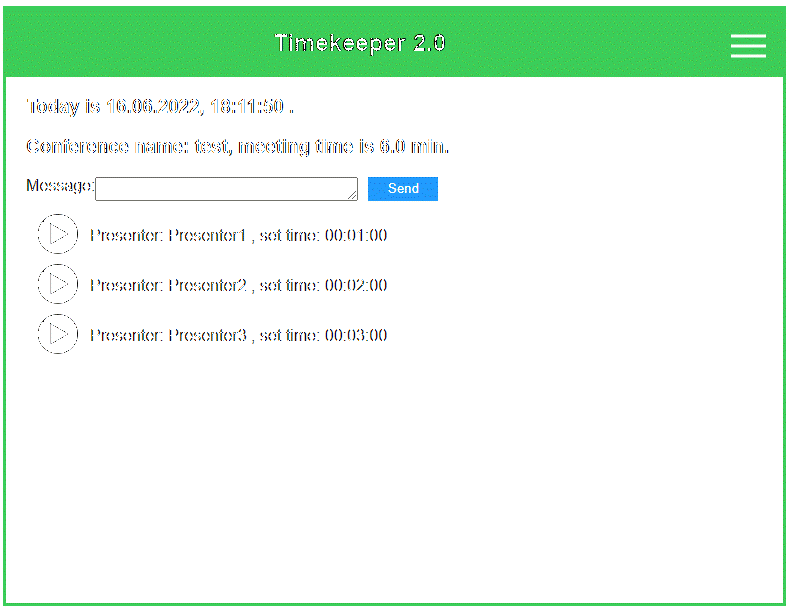 Timekeeper 2.0
Today is 16.06.2022, 18:11:50 .
Conference name: test, meeting time is 6.0 min.
Message: Send
Presenter: Presenter1 , set time: 00:01:00
Presenter: Presenter2 , set time: 00:02:00
Presenter: Presenter3 , set time: 00:03:00